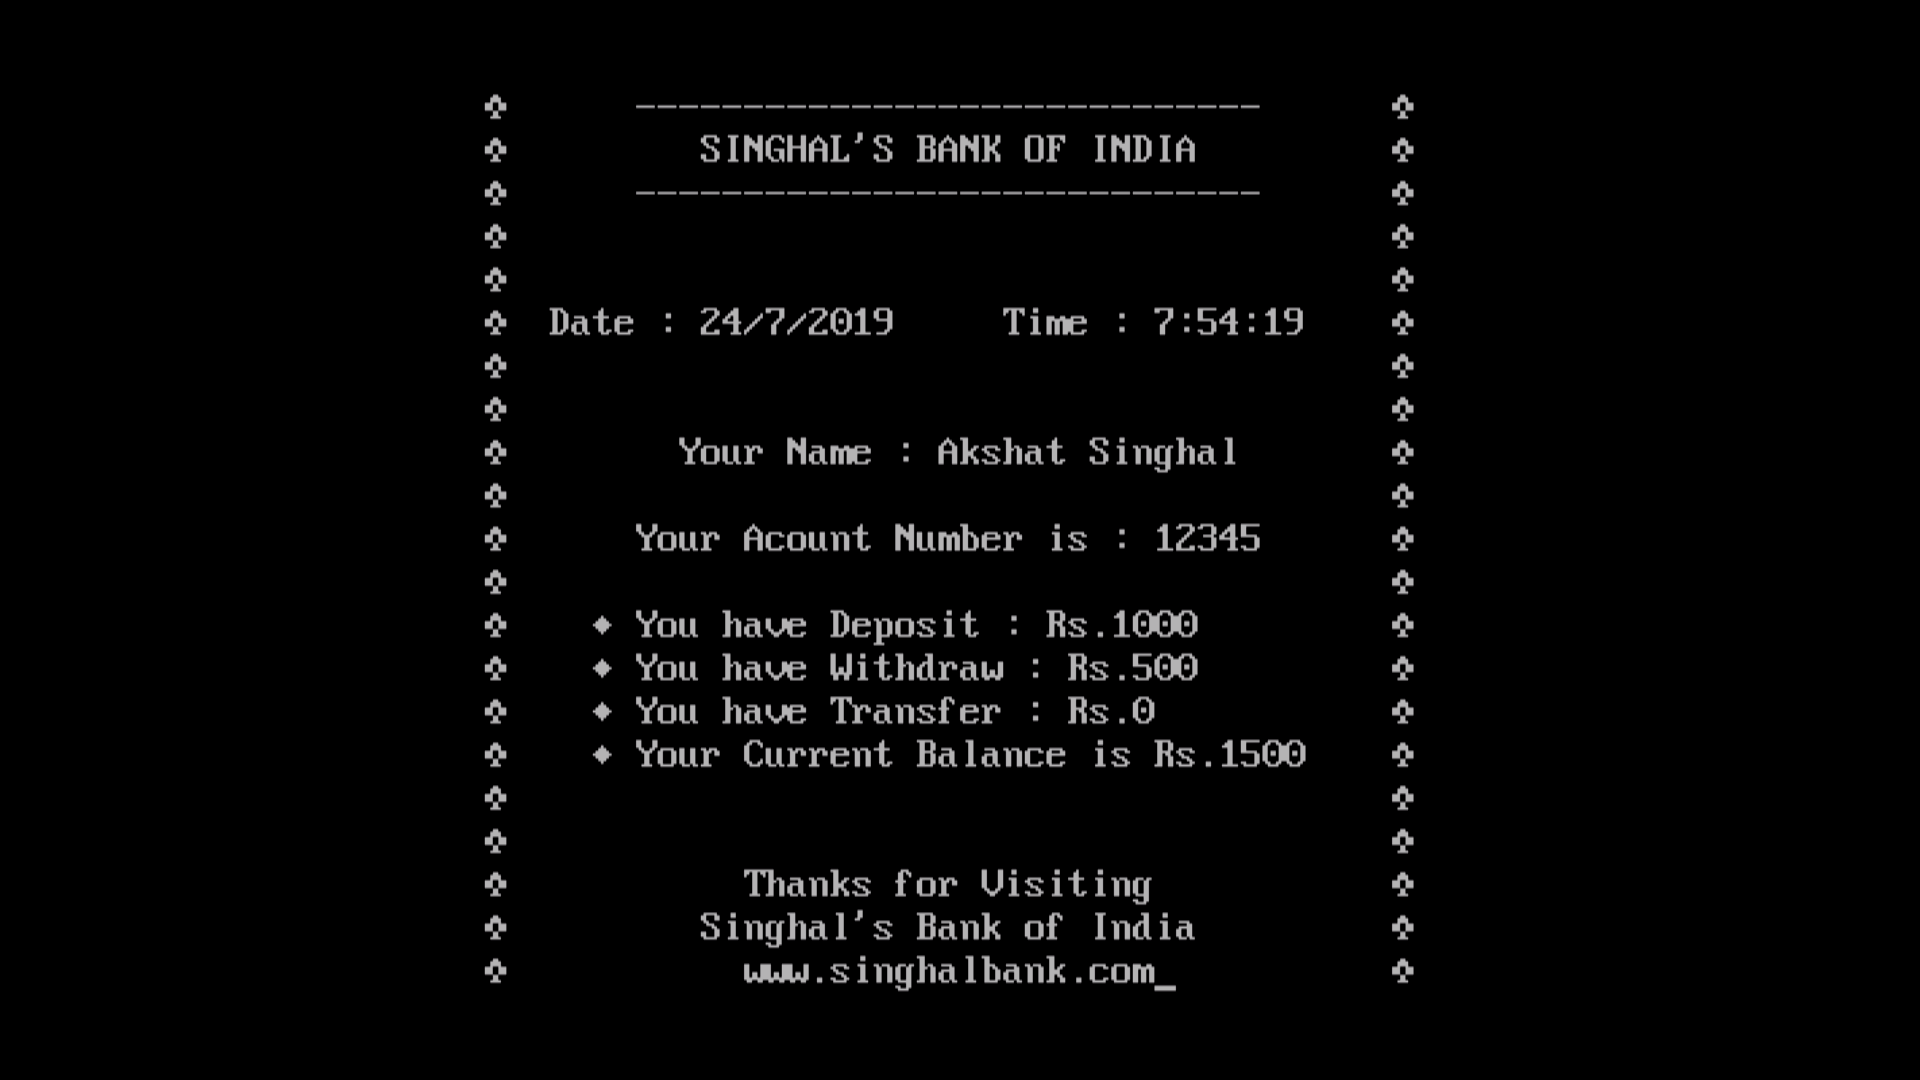 -----------------------------
SINGHAL'S BANK OF INDIA
-----------------------------
Date : 24/7/2019     Time : 7:54:19
Your Name : Akshat Singhal
Your Acount Number is : 12345
♦ You have Deposit : Rs.1000
♦ You have Withdraw : Rs.500
♦ You have Transfer : Rs.0
♦ Your Current Balance is Rs.1500
Thanks for Visiting
Singhal's Bank of India
www.singhalbank.com_